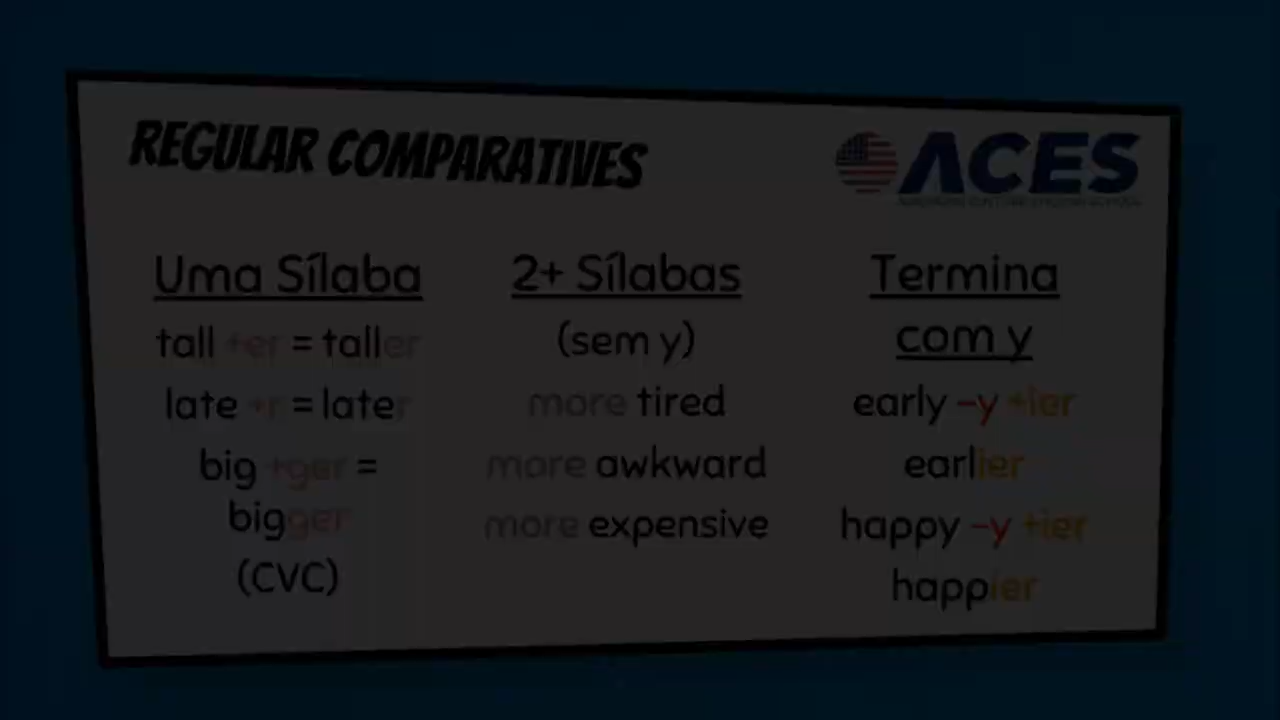 REGULAR COMPARATIVES
ACES
Uma Sílaba
tall +er = taller
late +r = later
big +ger =
bigger
(CVC)
2+ Sílabas
(sem y)
more tired
more awkward
more expensive
Termina
com y
early -y +ier
earlier
happy -y +ier
happier